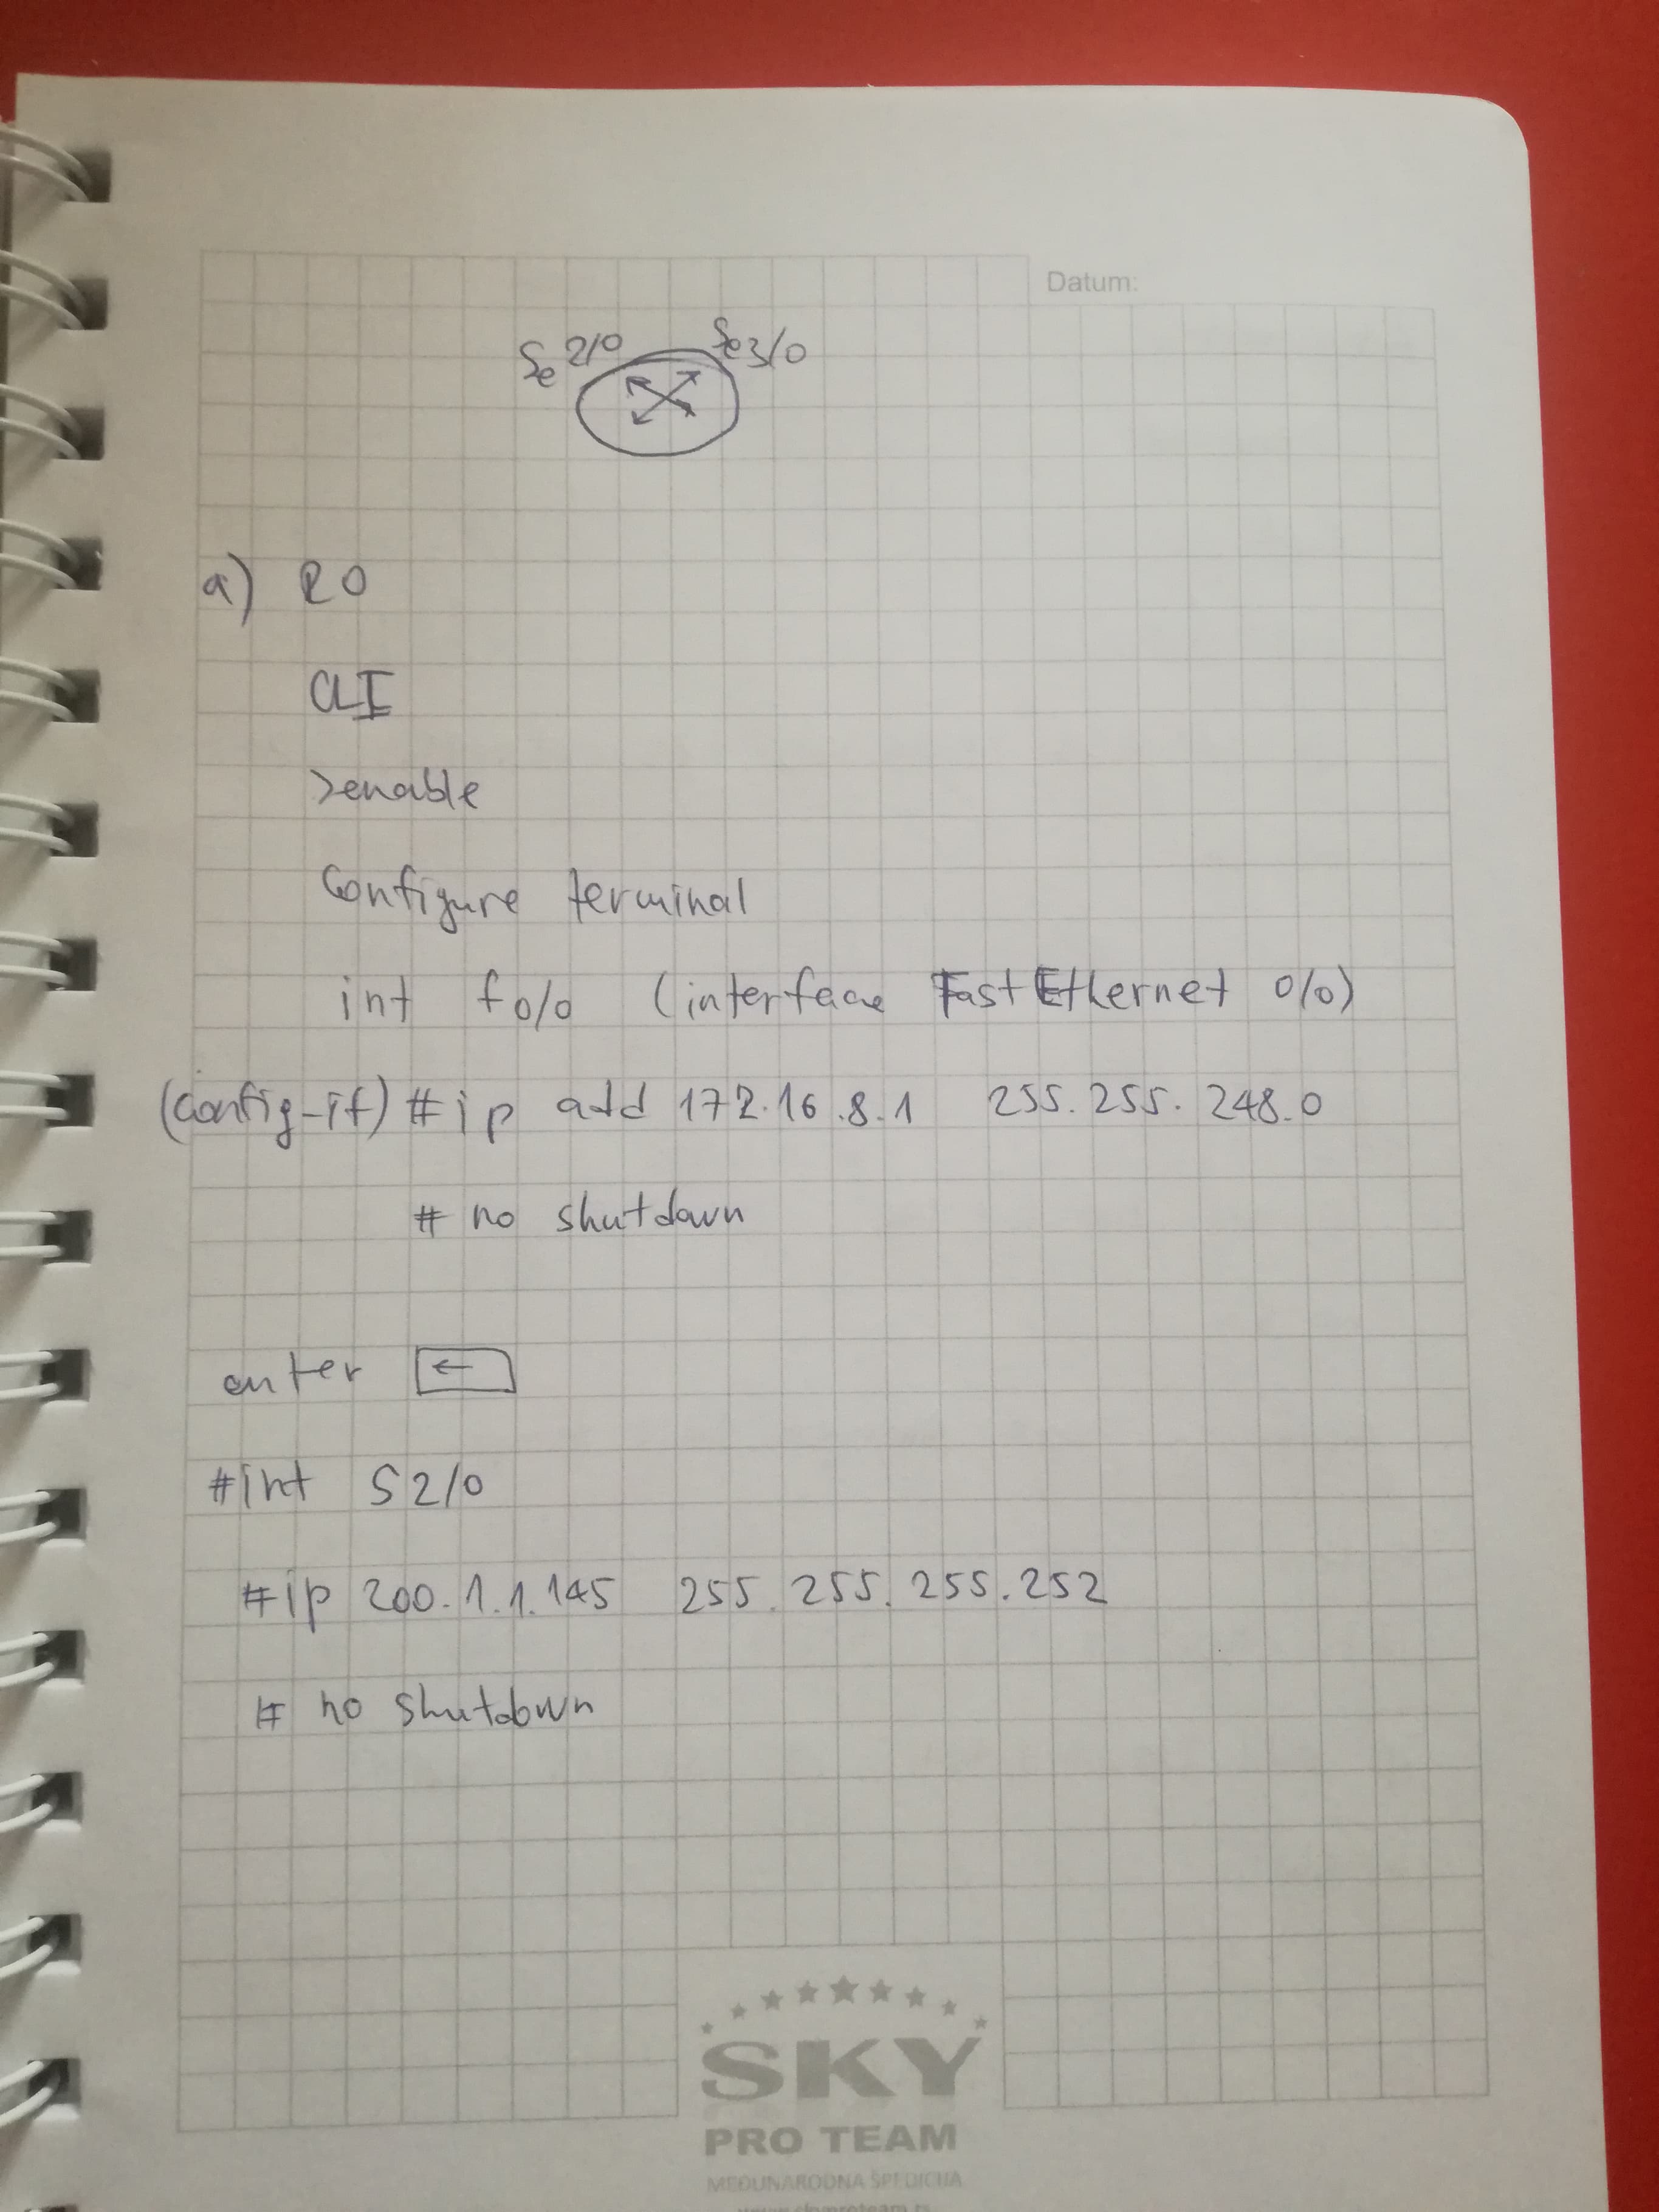 Datum:
Se 2/0 Se 3/0
a) R0
CLI
>enable
Configure terminal
int f0/0 (interface FastEthernet 0/0)
(config-if) #ip add 172.16.8.1 255.255.248.0
# no shutdown
enter ←
#int S2/0
#ip 200.1.1.145 255.255.255.252
# no shutdown
SKY
PRO TEAM
MEĐUNARODNA ŠPEDICIJA